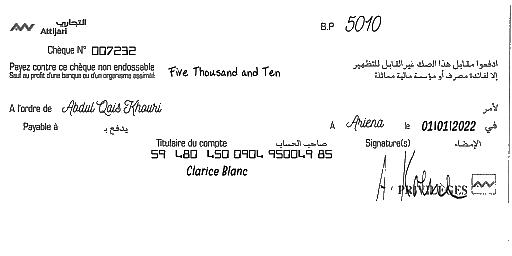 التجاري
Attijari
B.P 5010
Chèque N° 007232
Payez contre ce chèque non endossable
Sauf au profit d'une banque ou d'un organisme assimilé
Five Thousand and Ten
ادفعوا مقابل هذا الصك غير القابل للتظهير
إلا لفائدة مصرف أو مؤسسة مالية مماثلة
A l'ordre de Abdul Qais Khouri لأمر
Payable à يدفع بـ
A Ariena le 01/01/2022 في
Titulaire du compte صاحب الحساب
Signature(s) الإمضاء
59 480 450 0904 950049 85
Clarice Blanc
PRIVILEGES